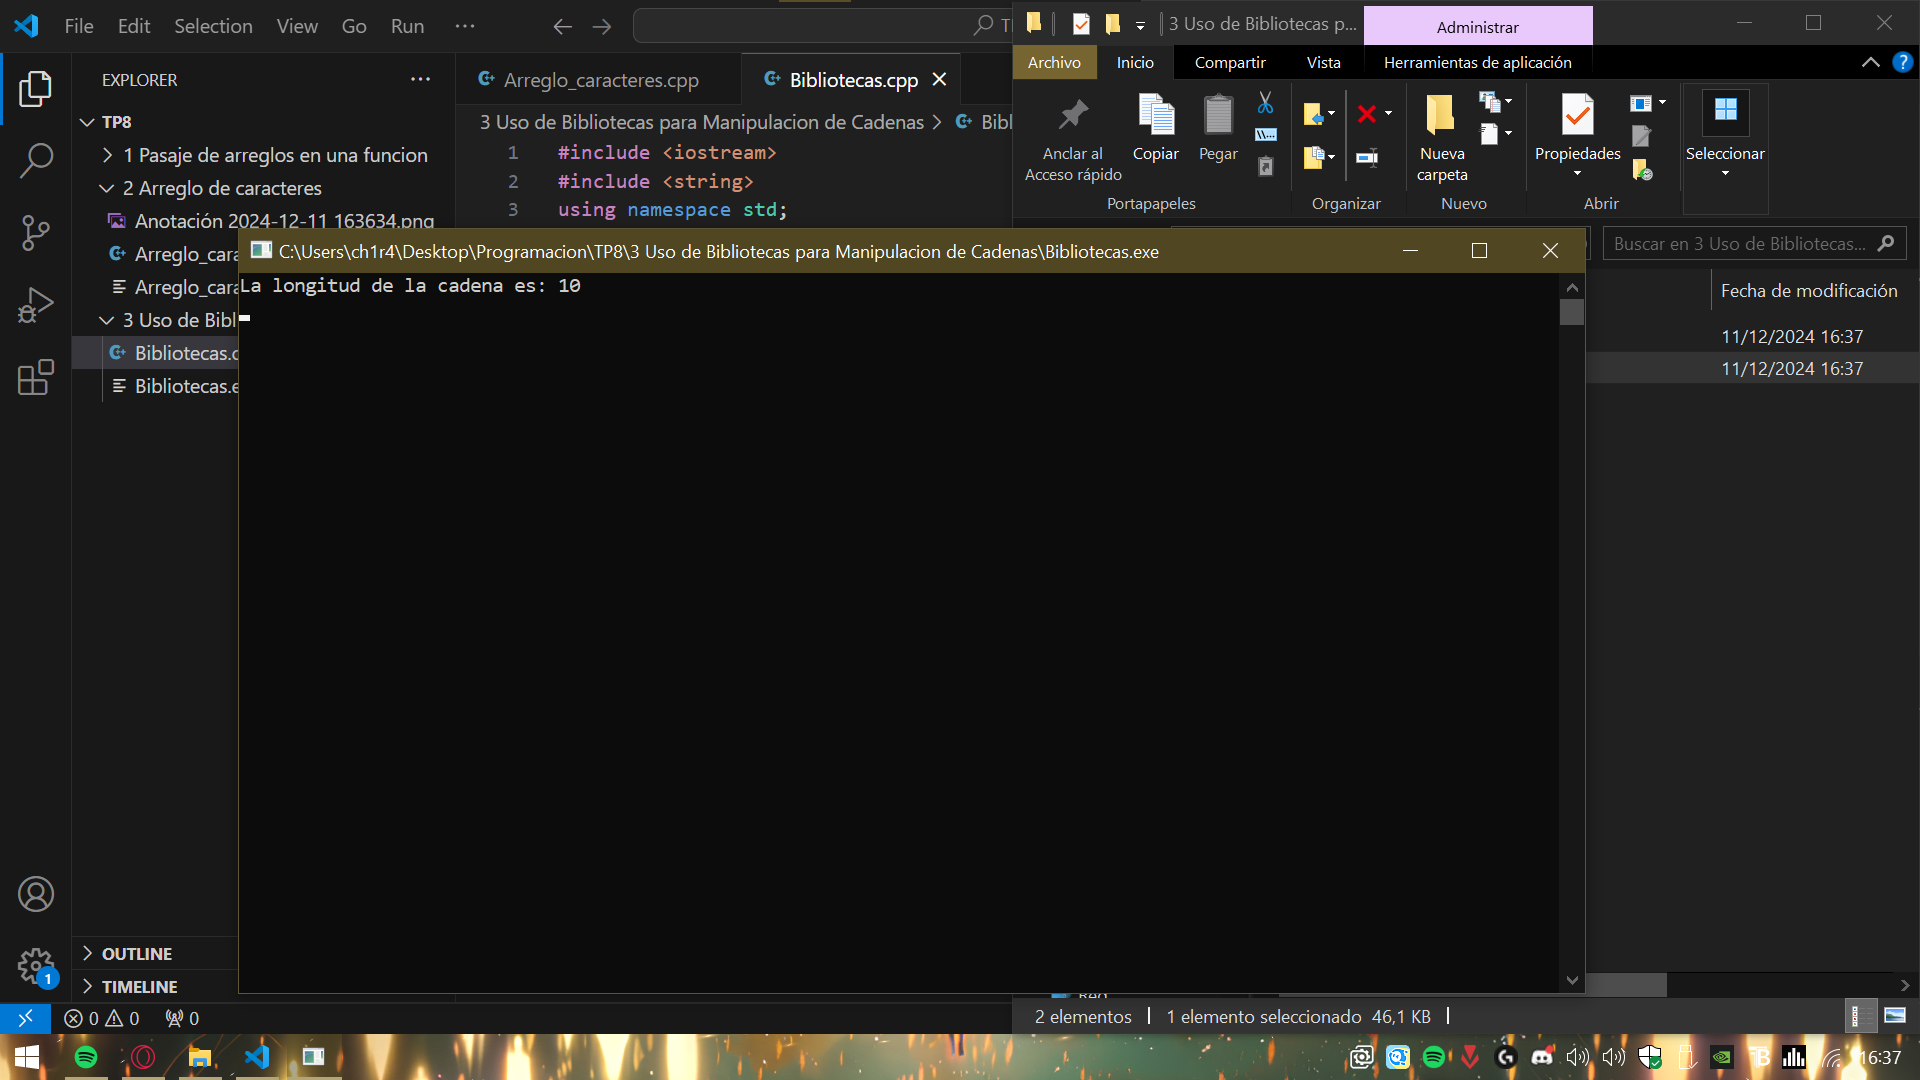 File Edit Selection View Go Run ···
EXPLORER ···
TP8
1 Pasaje de arreglos en una funcion
2 Arreglo de caracteres
Anotación 2024-12-11 163634.png
Arreglo_cara
Arreglo_cara
3 Uso de Bibl
Bibliotecas.c
Bibliotecas.e
OUTLINE
TIMELINE
1
0 0 0
Arreglo_caracteres.cpp Bibliotecas.cpp
3 Uso de Bibliotecas para Manipulacion de Cadenas > Bibl
1 #include <iostream>
2 #include <string>
3 using namespace std;
3 Uso de Bibliotecas p... Administrar
Archivo Inicio Compartir Vista Herramientas de aplicación
Anclar al
Acceso rápido
Copiar
Pegar
Portapapeles
Organizar
Nueva
carpeta
Nuevo
Propiedades
Abrir
Seleccionar
Buscar en 3 Uso de Bibliotecas...
Fecha de modificación
11/12/2024 16:37
11/12/2024 16:37
C:\Users\ch1r4\Desktop\Programacion\TP8\3 Uso de Bibliotecas para Manipulacion de Cadenas\Bibliotecas.exe
La longitud de la cadena es: 10
2 elementos 1 elemento seleccionado 46,1 KB
16:37